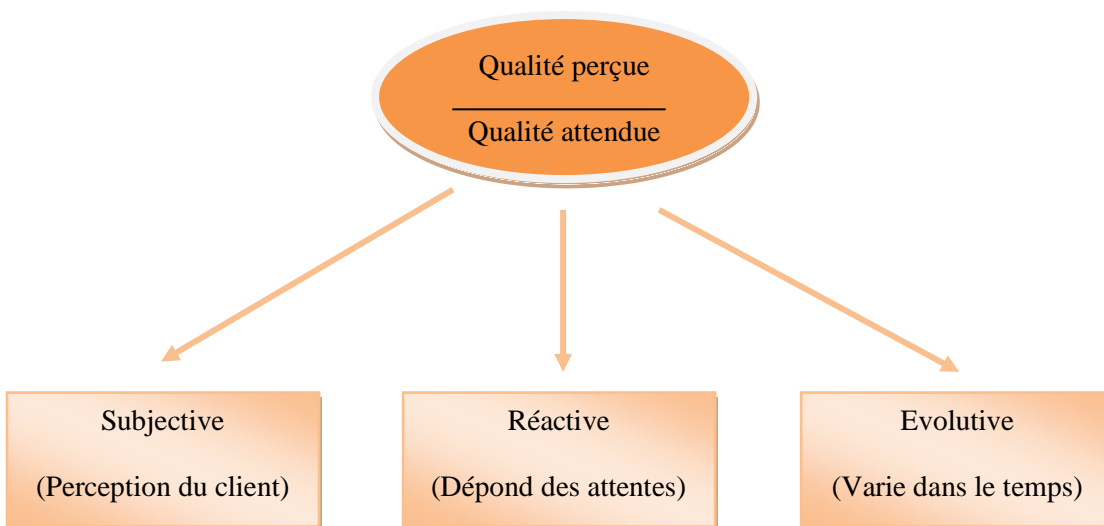 Qualité perçue
Qualité attendue
Subjective
(Perception du client)
Réactive
(Dépond des attentes)
Evolutive
(Varie dans le temps)